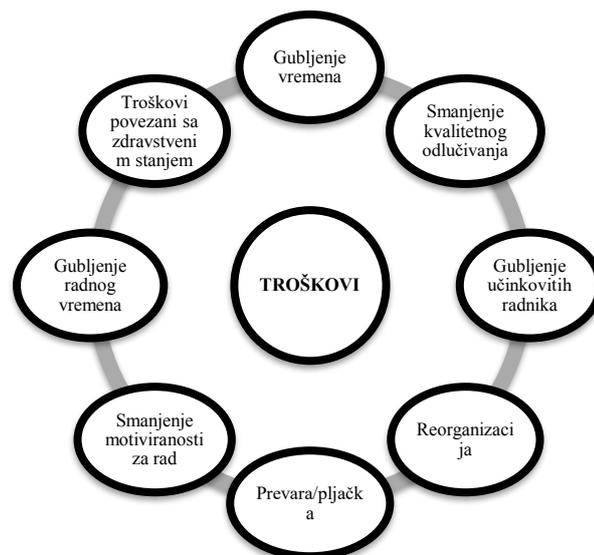 Gubljenje
vremena
Smanjenje
kvalitetnog
odlučivanja
Gubljenje
učinkovitih
radnika
Reorganizaci
ja
Prevara/pljačk
a
Smanjenje
motiviranosti
za rad
Gubljenje
radnog
vremena
Troškovi
povezani sa
zdravstveni
m stanjem
TROŠKOVI